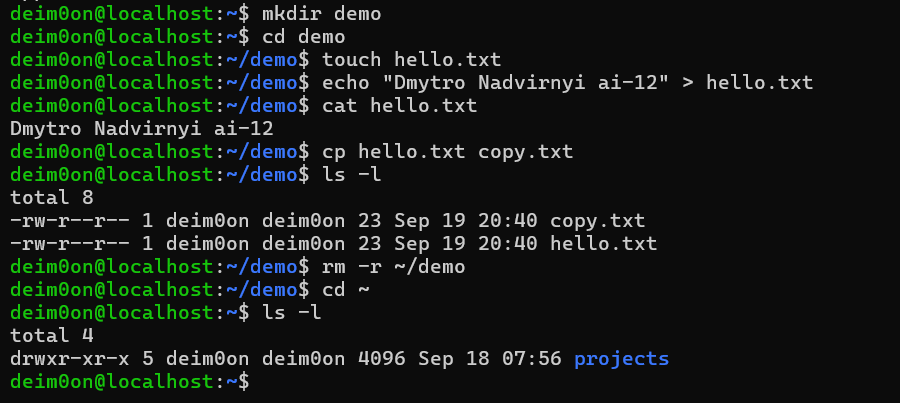 deim0on@localhost:~$ mkdir demo
deim0on@localhost:~$ cd demo
deim0on@localhost:~/demo$ touch hello.txt
deim0on@localhost:~/demo$ echo "Dmytro Nadvirnyi ai-12" > hello.txt
deim0on@localhost:~/demo$ cat hello.txt
Dmytro Nadvirnyi ai-12
deim0on@localhost:~/demo$ cp hello.txt copy.txt
deim0on@localhost:~/demo$ ls -l
total 8
-rw-r--r-- 1 deim0on deim0on 23 Sep 19 20:40 copy.txt
-rw-r--r-- 1 deim0on deim0on 23 Sep 19 20:40 hello.txt
deim0on@localhost:~/demo$ rm -r ~/demo
deim0on@localhost:~/demo$ cd ~
deim0on@localhost:~$ ls -l
total 4
drwxr-xr-x 5 deim0on deim0on 4096 Sep 18 07:56 projects
deim0on@localhost:~$